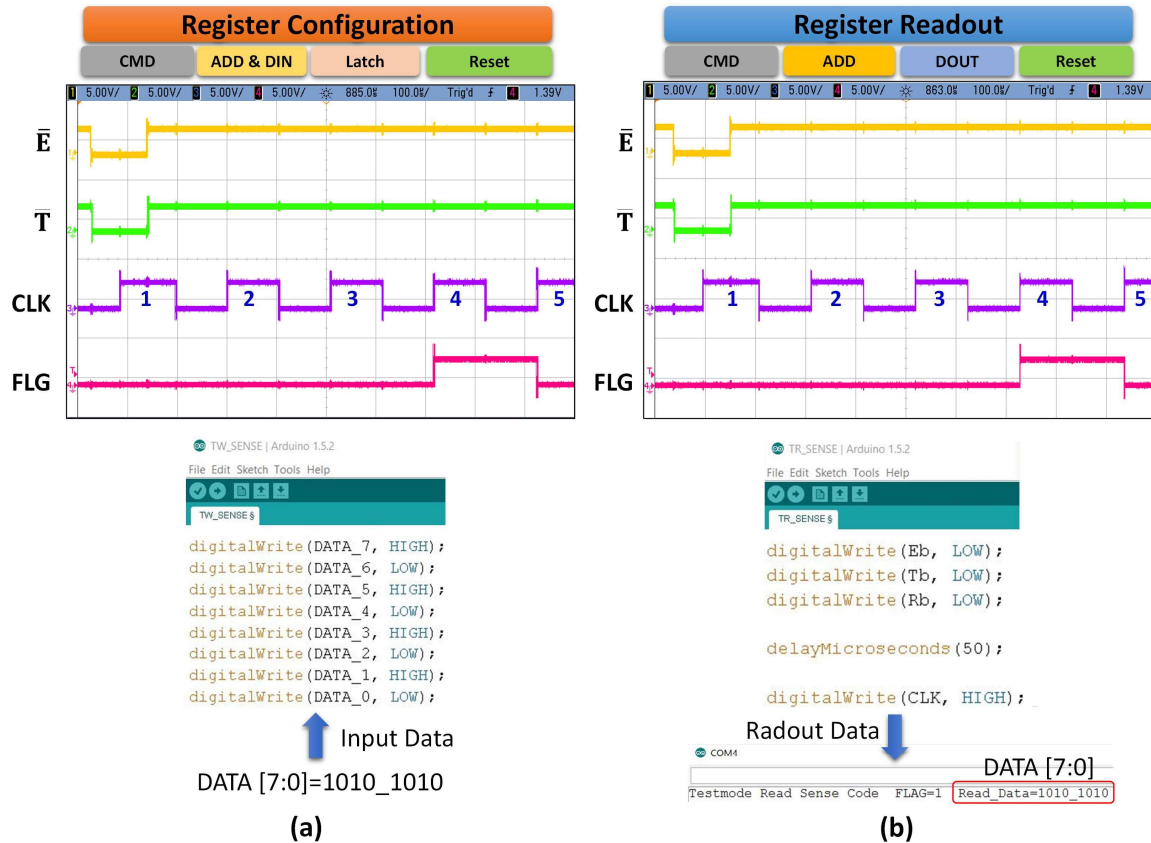 Register Configuration
CMD
ADD & DIN
Latch
Reset
1 5.00V/ 2 5.00V/ 3 5.00V/ 4 5.00V/ 885.0% 100.0%/ Trig'd 4 1.39V
E
T
CLK
FLG
1 2 3 4 5
TW_SENSE | Arduino 1.5.2
File Edit Sketch Tools Help
TW_SENSE §
digitalWrite(DATA_7, HIGH);
digitalWrite(DATA_6, LOW);
digitalWrite(DATA_5, HIGH);
digitalWrite(DATA_4, LOW);
digitalWrite(DATA_3, HIGH);
digitalWrite(DATA_2, LOW);
digitalWrite(DATA_1, HIGH);
digitalWrite(DATA_0, LOW);
Input Data
DATA [7:0]=1010_1010
(a)
Register Readout
CMD
ADD
DOUT
Reset
1 5.00V/ 2 5.00V/ 3 5.00V/ 4 5.00V/ 863.0% 100.0%/ Trig'd 4 1.39V
E
T
CLK
FLG
1 2 3 4 5
TR_SENSE | Arduino 1.5.2
File Edit Sketch Tools Help
TR_SENSE §
digitalWrite(Eb, LOW);
digitalWrite(Tb, LOW);
digitalWrite(Rb, LOW);
delayMicroseconds(50);
digitalWrite(CLK, HIGH);
Radout Data
COM4
DATA [7:0]
Testmode Read Sense Code FLAG=1 Read_Data=1010_1010
(b)